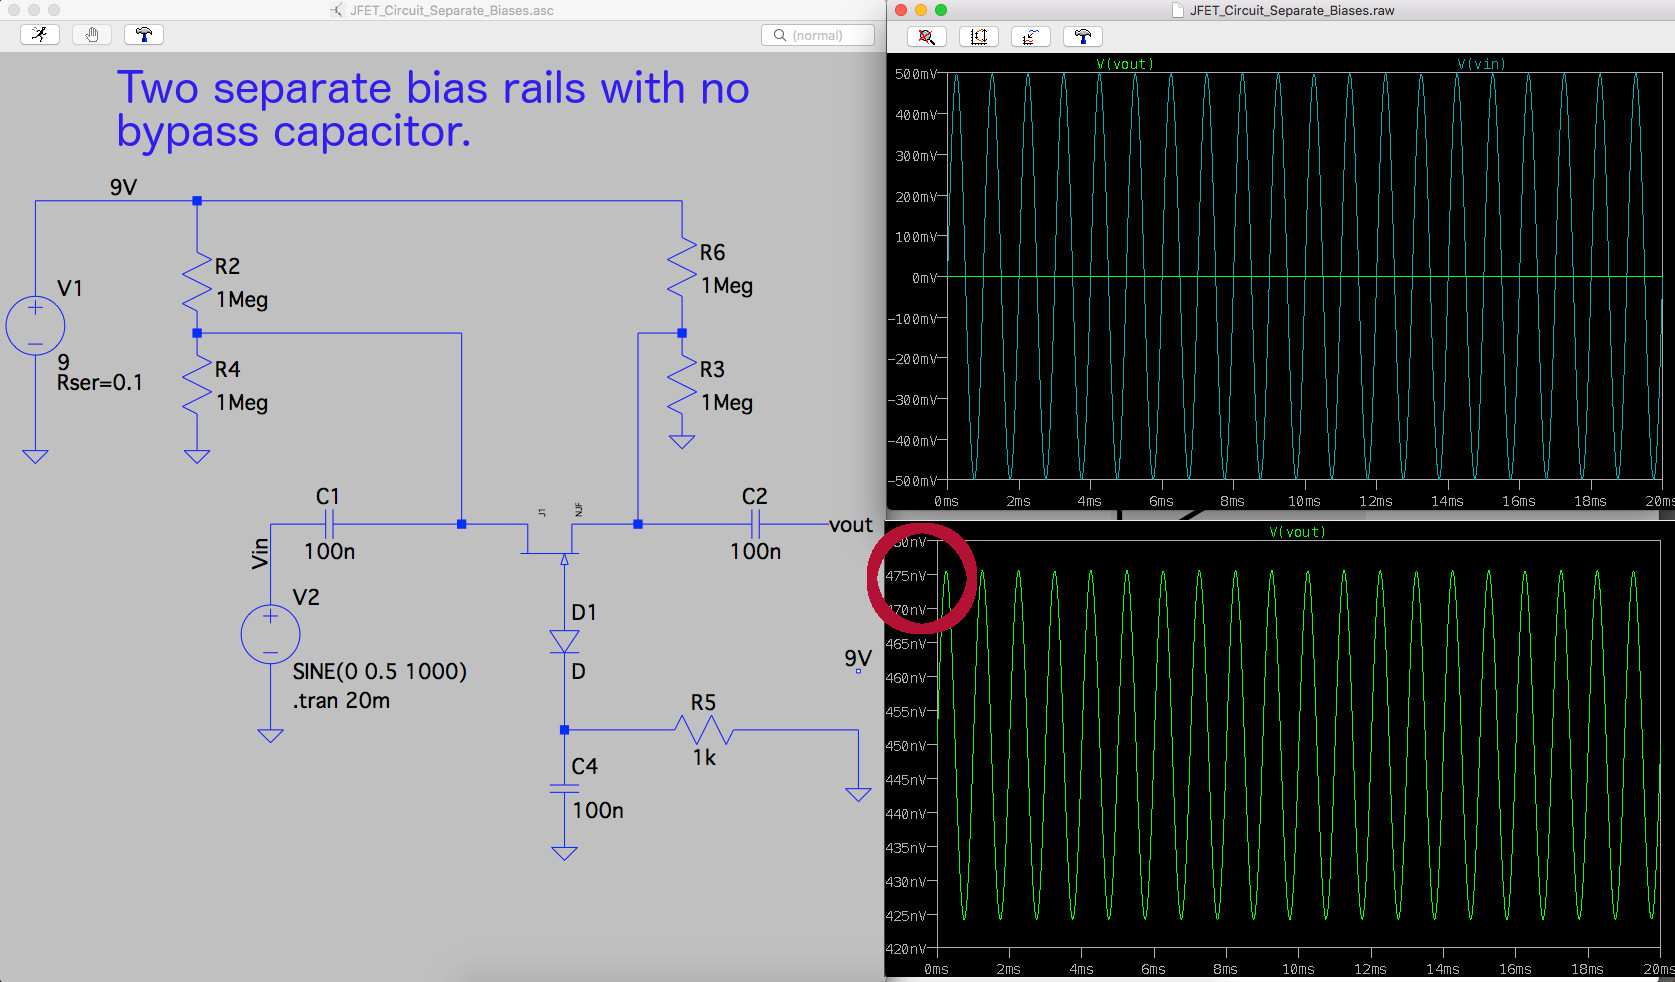 JFET_Circuit_Separate_Biases.asc
(normal)
Two separate bias rails with no
bypass capacitor.
9V
R2
1Meg
R6
1Meg
V1
9
Rser=0.1
R4
1Meg
R3
1Meg
C1
100n
J1
NJF
C2
100n
vout
Vin
V2
SINE(0 0.5 1000)
.tran 20m
D1
D
9V
R5
1k
C4
100n
JFET_Circuit_Separate_Biases.raw
V(vout)
V(vin)
500mV
400mV
300mV
200mV
100mV
0mV
-100mV
-200mV
-300mV
-400mV
-500mV
0ms 2ms 4ms 6ms 8ms 10ms 12ms 14ms 16ms 18ms 20ms
V(vout)
475nV
465nV
460nV
455nV
450nV
445nV
440nV
435nV
430nV
425nV
420nV
0ms 2ms 4ms 6ms 8ms 10ms 12ms 14ms 16ms 18ms 20ms